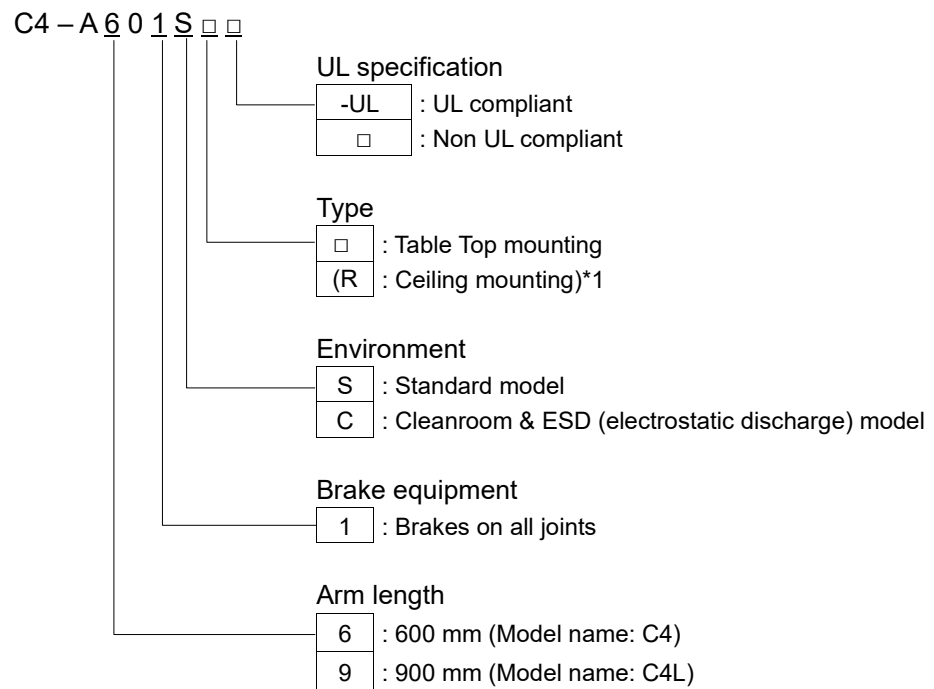 C4 – A 6 0 1 S □ □
UL specification
-UL : UL compliant
□ : Non UL compliant
Type
□ : Table Top mounting
(R : Ceiling mounting)*1
Environment
S : Standard model
C : Cleanroom & ESD (electrostatic discharge) model
Brake equipment
1 : Brakes on all joints
Arm length
6 : 600 mm (Model name: C4)
9 : 900 mm (Model name: C4L)